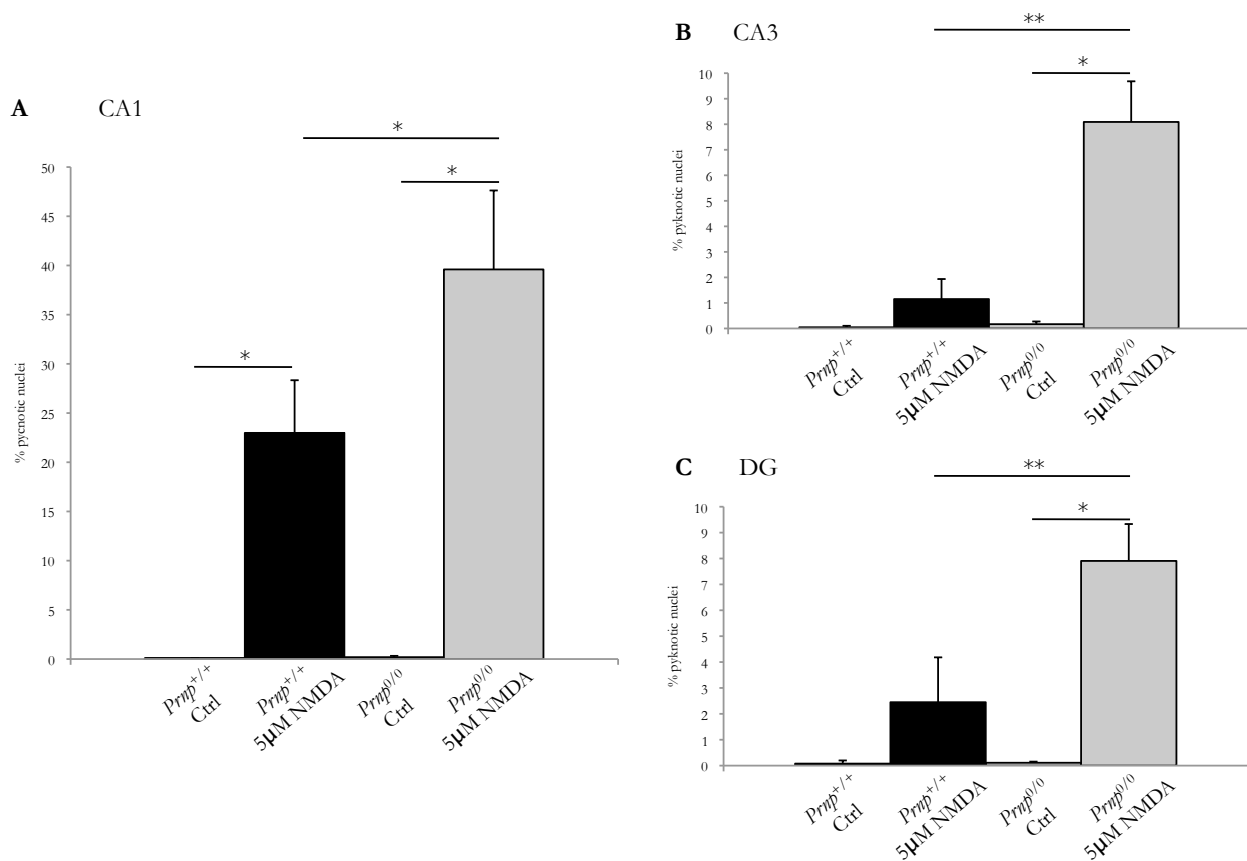 A CA1
*
*
*
50
45
40
35
30
25
20
15
10
5
0
% pycnotic nuclei
Prnp+/+
Ctrl
Prnp+/+
5μM NMDA
Prnp0/0
Ctrl
Prnp0/0
5μM NMDA
B CA3
**
*
10
9
8
7
6
5
4
3
2
1
0
% pyknotic nuclei
Prnp+/+
Ctrl
Prnp+/+
5μM NMDA
Prnp0/0
Ctrl
Prnp0/0
5μM NMDA
C DG
**
*
10
9
8
7
6
5
4
3
2
1
0
% pyknotic nuclei
Prnp+/+
Ctrl
Prnp+/+
5μM NMDA
Prnp0/0
Ctrl
Prnp0/0
5μM NMDA